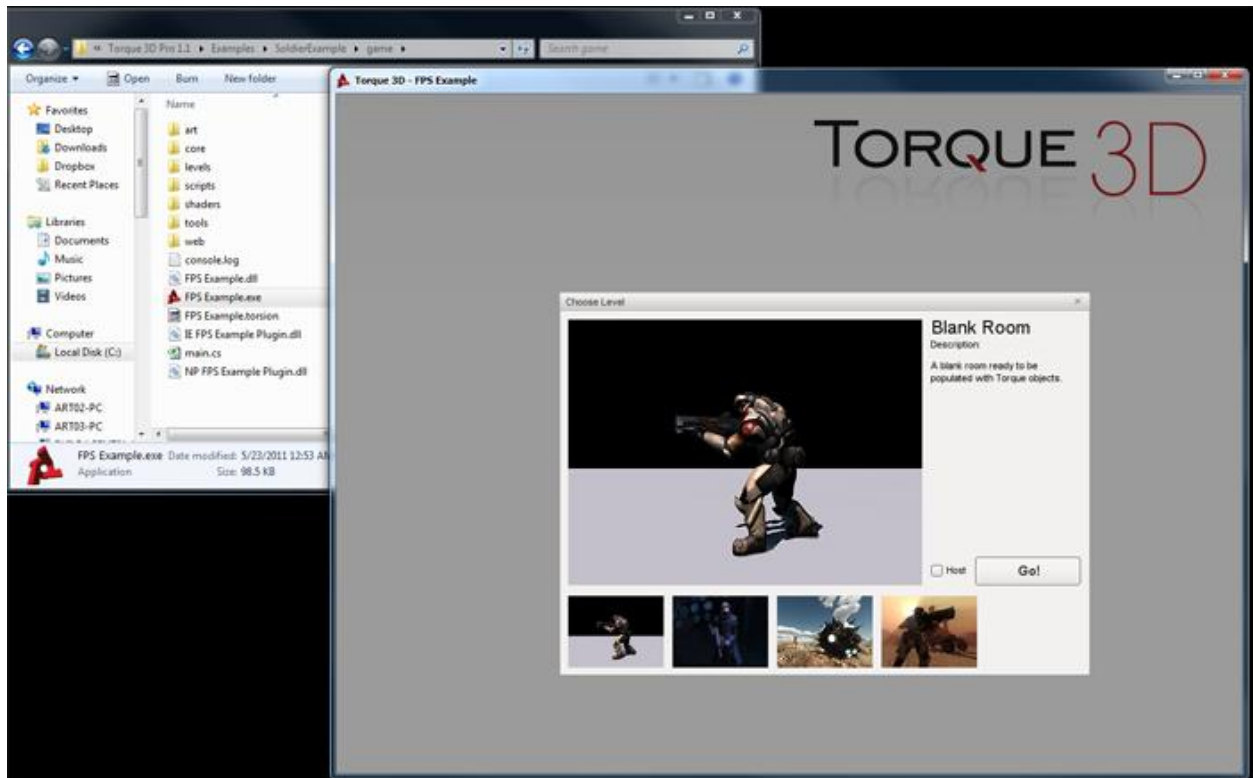 « Torque 3D Pro 1.1 ▸ Examples ▸ SoldierExample ▸ game ▸
Search game
Organize
Open
Burn
New folder
Favorites
Desktop
Downloads
Dropbox
Recent Places
Libraries
Documents
Music
Pictures
Videos
Computer
Local Disk (C:)
Network
ART02-PC
ART03-PC
Name
art
core
levels
scripts
shaders
tools
web
console.log
FPS Example.dll
FPS Example.exe
FPS Example.torsion
IE FPS Example Plugin.dll
main.cs
NP FPS Example Plugin.dll
FPS Example.exe Date modified: 5/23/2011 12:53
Application Size: 98.5 KB
Torque 3D - FPS Example
TORQUE 3D
Choose Level
Blank Room
Description:
A blank room ready to be
populated with Torque objects.
Host
Go!